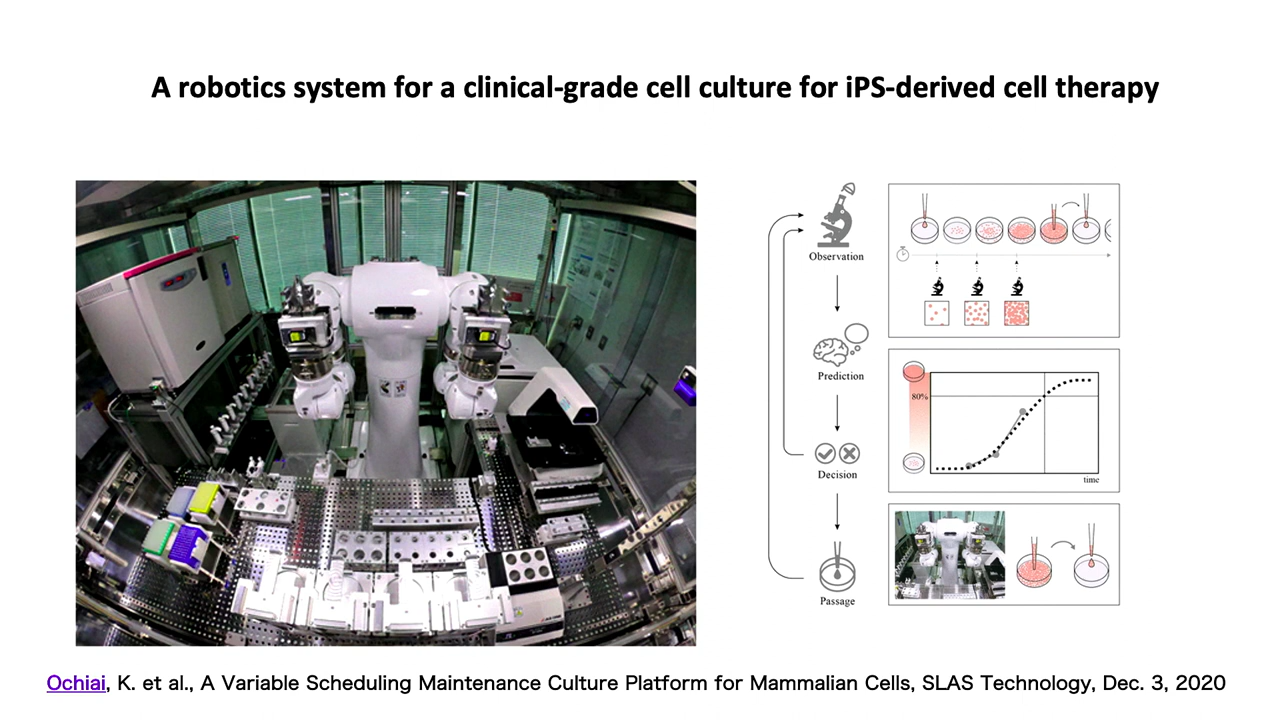 A robotics system for a clinical-grade cell culture for iPS-derived cell therapy
Observation
Prediction
Decision
Passage
80%
time
Ochiai, K. et al., A Variable Scheduling Maintenance Culture Platform for Mammalian Cells, SLAS Technology, Dec. 3, 2020